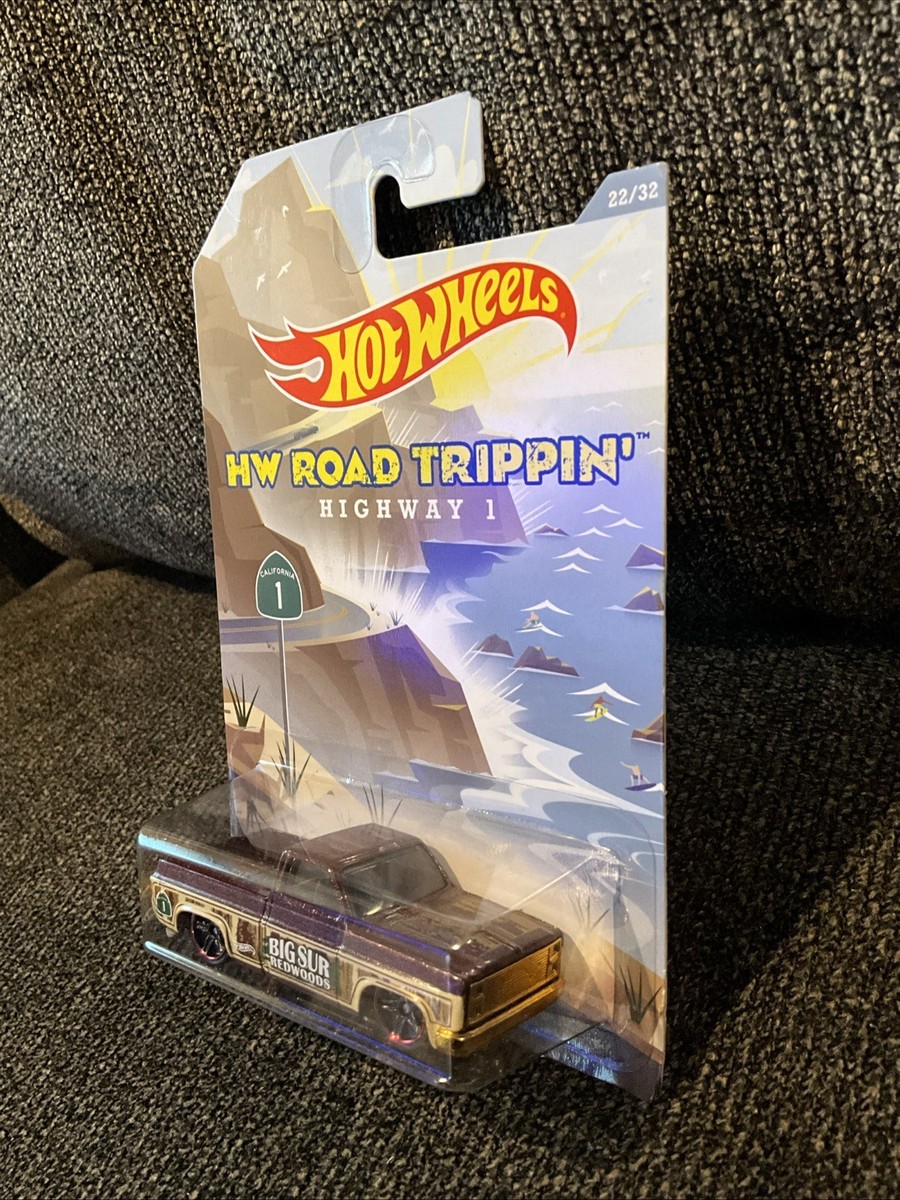 22/32
HOT WHEELS®
HW ROAD TRIPPIN'™
HIGHWAY 1
CALIFORNIA
1
1
BIG SUR
REDWOODS